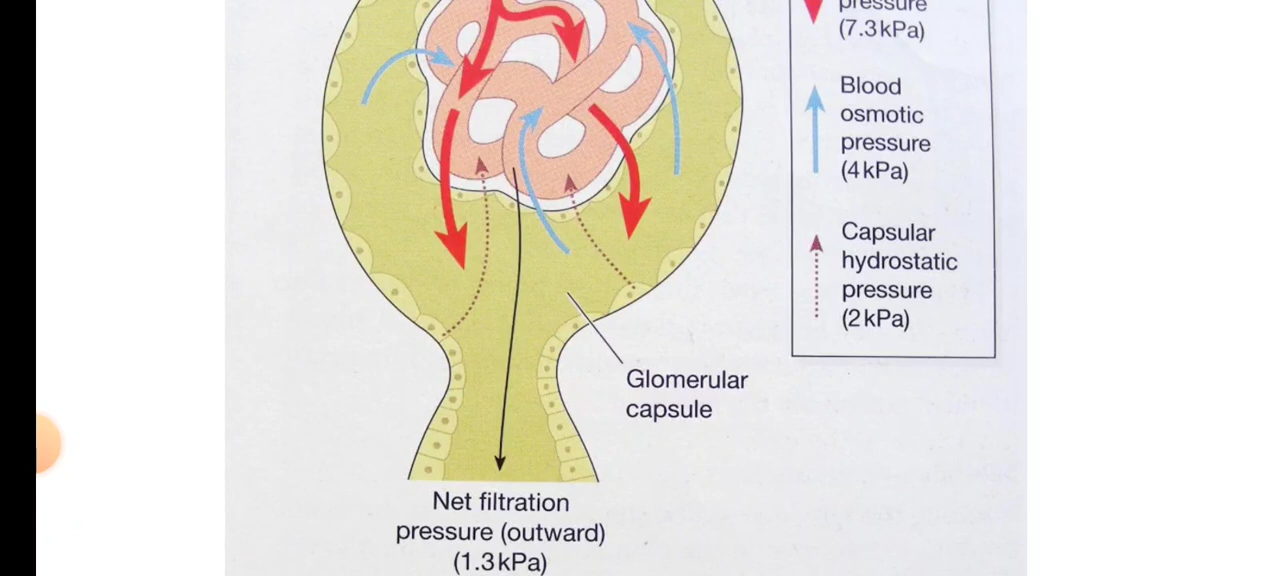 pressure
(7.3 kPa)
Blood
osmotic
pressure
(4 kPa)
Capsular
hydrostatic
pressure
(2 kPa)
Glomerular
capsule
Net filtration
pressure (outward)
(1.3 kPa)